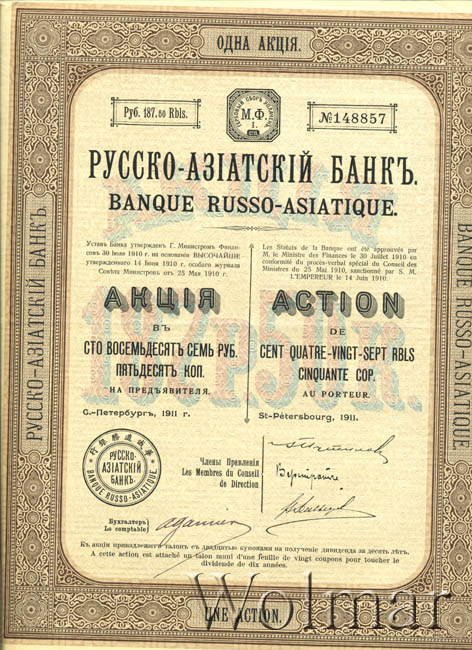 ОДНА АКЦІЯ.
Руб. 187.50 Rbls.
М.Ф.
I.
№148857
РУССКО-АЗІАТСКІЙ БАНКЪ.
BANQUE RUSSO-ASIATIQUE.
Уставъ Банка утвержденъ Г. Министромъ Финан-
совъ 30 Іюля 1910 г. на основаніи ВЫСОЧАЙШЕ
утвержденнаго 14 Іюня 1910 г. особаго журнала
Совѣта Министровъ отъ 25 мая 1910 г.
Les Statuts de la Banque ont été approuvés par
M. le Ministre des Finances le 30 Juillet 1910 en
conformité du procès-verbal spécial du Conseil des
Ministres du 25 Mai 1910, sanctionné par S. M.
L'EMPEREUR le 14 Juin 1910.
АКЦІЯ
ВЪ
СТО ВОСЕМЬДЕСЯТЪ СЕМЬ РУБ.
ПЯТЬДЕСЯТЪ КОП.
НА ПРЕДЪЯВИТЕЛЯ.
С.-Петербургъ, 1911 г.
ACTION
DE
CENT QUATRE-VINGT-SEPT RBLS
CINQUANTE COP.
AU PORTEUR.
St-Pétersbourg, 1911.
РУССКО-
АЗІАТСКІЙ
БАНКЪ.
BANQUE RUSSO-ASIATIQUE.
Члены Правленія
Les Membres du Conseil
de Direction
Бухгалтеръ
Le comptable
Къ акціи принадлежитъ талонъ съ двадцатью купонами на полученіе дивиденда за десять лѣтъ.
A cette action est attaché un talon muni d'une feuille de vingt coupons pour toucher le
dividende de dix années.
UNE ACTION.
РУССКО-АЗІАТСКІЙ БАНКЪ.
BANQUE RUSSO-ASIATIQUE.
Wolmar